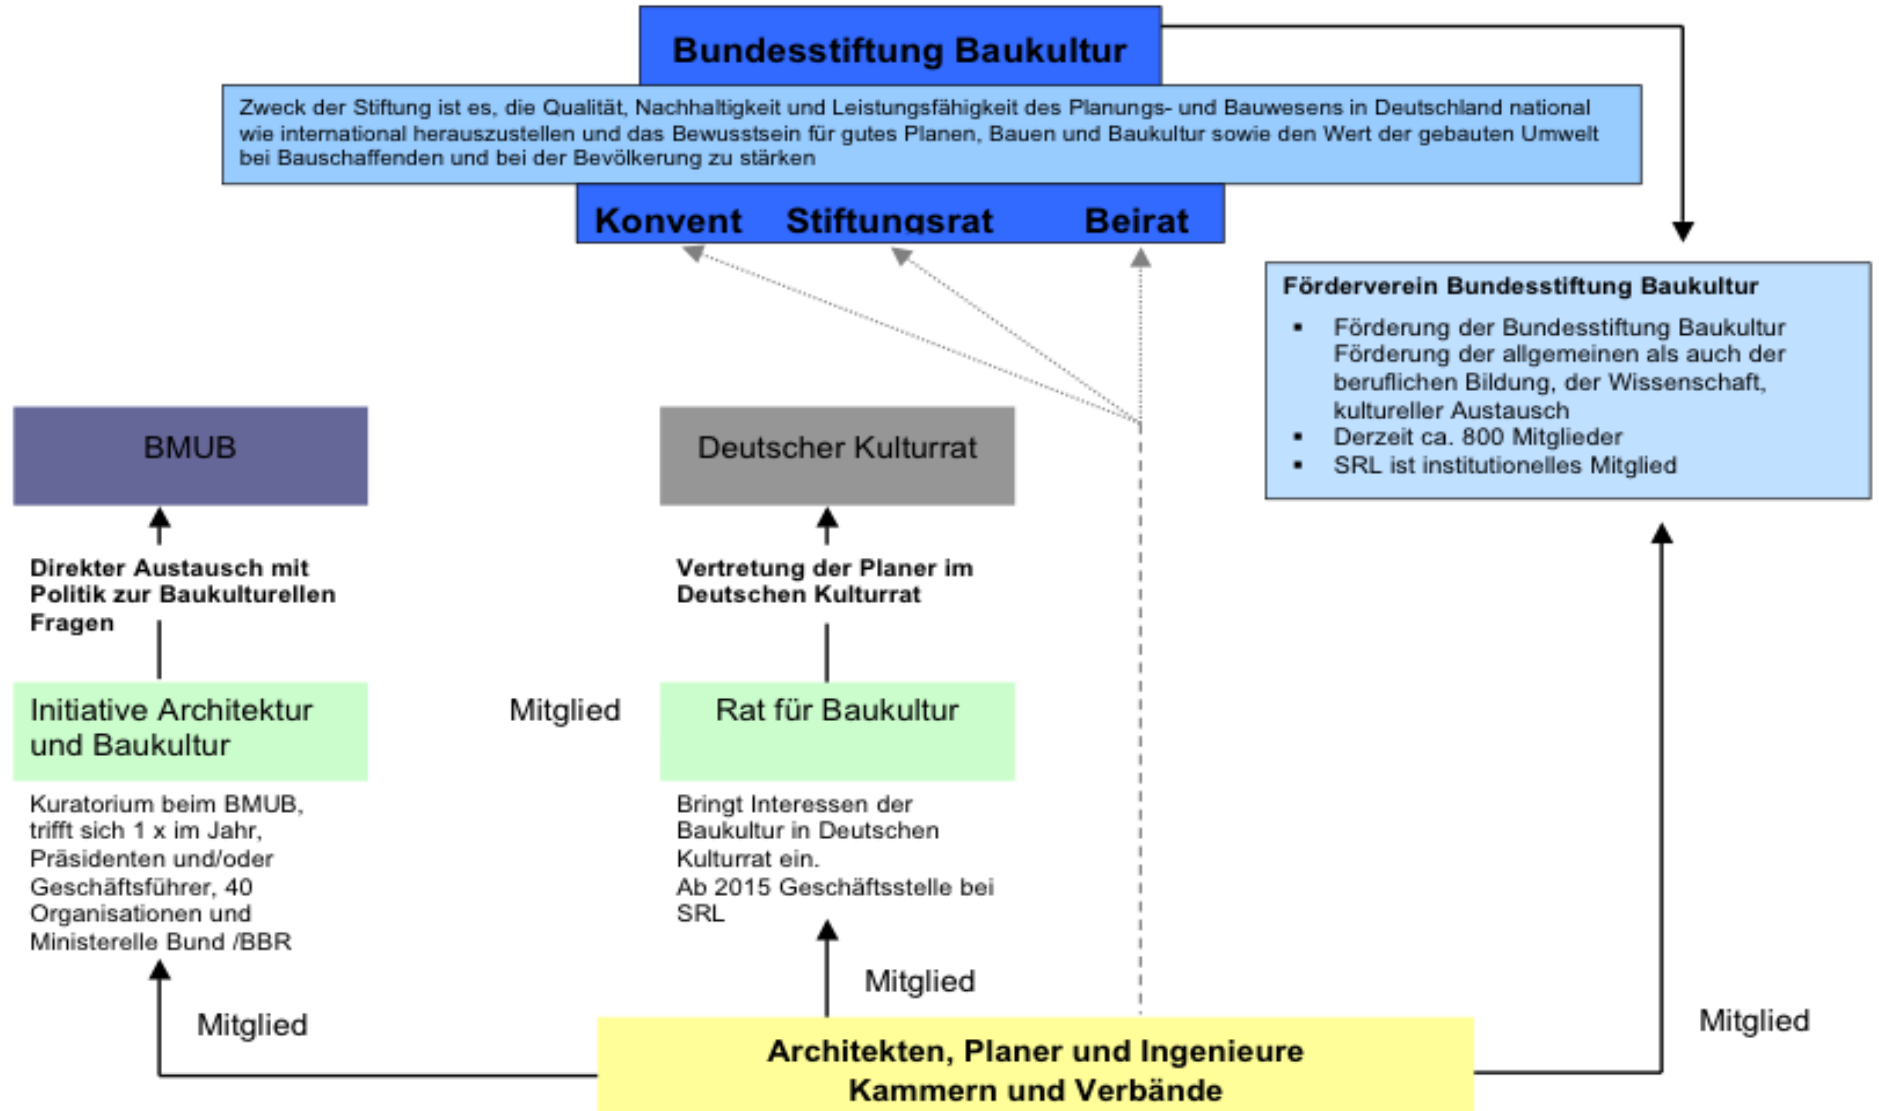 Bundesstiftung Baukultur
Zweck der Stiftung ist es, die Qualität, Nachhaltigkeit und Leistungsfähigkeit des Planungs- und Bauwesens in Deutschland national
wie international herauszustellen und das Bewusstsein für gutes Planen, Bauen und Baukultur sowie den Wert der gebauten Umwelt
bei Bauschaffenden und bei der Bevölkerung zu stärken
Konvent Stiftungsrat Beirat
Förderverein Bundesstiftung Baukultur
▪ Förderung der Bundesstiftung Baukultur
Förderung der allgemeinen als auch der
beruflichen Bildung, der Wissenschaft,
kultureller Austausch
▪ Derzeit ca. 800 Mitglieder
▪ SRL ist institutionelles Mitglied
BMUB
Deutscher Kulturrat
Direkter Austausch mit
Politik zur Baukulturellen
Fragen
Vertretung der Planer im
Deutschen Kulturrat
Initiative Architektur
und Baukultur
Mitglied
Rat für Baukultur
Kuratorium beim BMUB,
trifft sich 1 x im Jahr,
Präsidenten und/oder
Geschäftsführer, 40
Organisationen und
Ministerelle Bund /BBR
Bringt Interessen der
Baukultur in Deutschen
Kulturrat ein.
Ab 2015 Geschäftsstelle bei
SRL
Mitglied
Mitglied
Mitglied
Architekten, Planer und Ingenieure
Kammern und Verbände